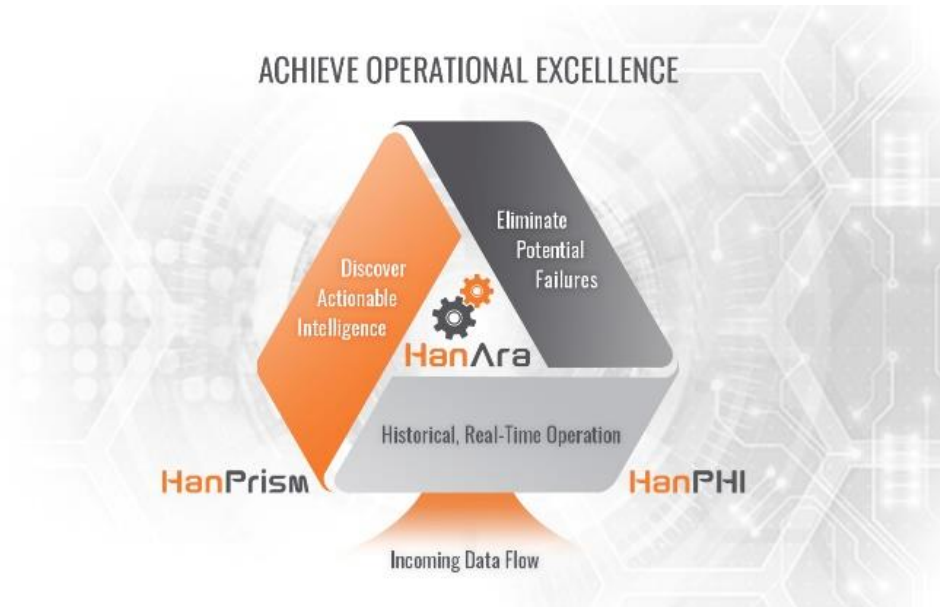 ACHIEVE OPERATIONAL EXCELLENCE
Eliminate
Potential
Failures
Discover
Actionable
Intelligence
HanAra
Historical, Real-Time Operation
HanPrism
HanPHI
Incoming Data Flow